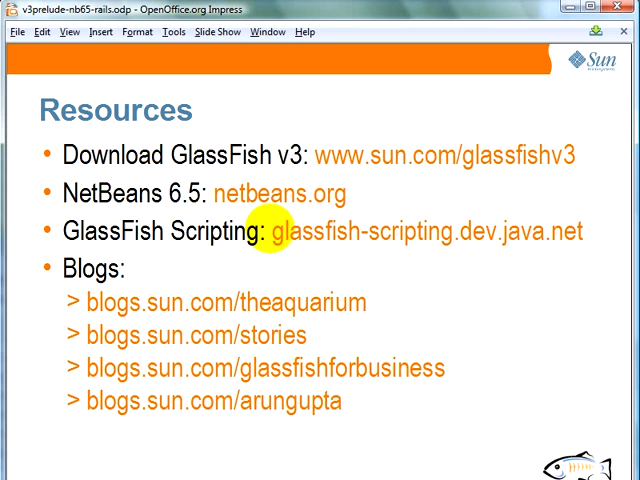 v3prelude-nb65-rails.odp - OpenOffice.org Impress
File Edit View Insert Format Tools Slide Show Window Help
Sun
Resources
• Download GlassFish v3: www.sun.com/glassfishv3
• NetBeans 6.5: netbeans.org
• GlassFish Scripting: glassfish-scripting.dev.java.net
• Blogs:
> blogs.sun.com/theaquarium
> blogs.sun.com/stories
> blogs.sun.com/glassfishforbusiness
> blogs.sun.com/arungupta